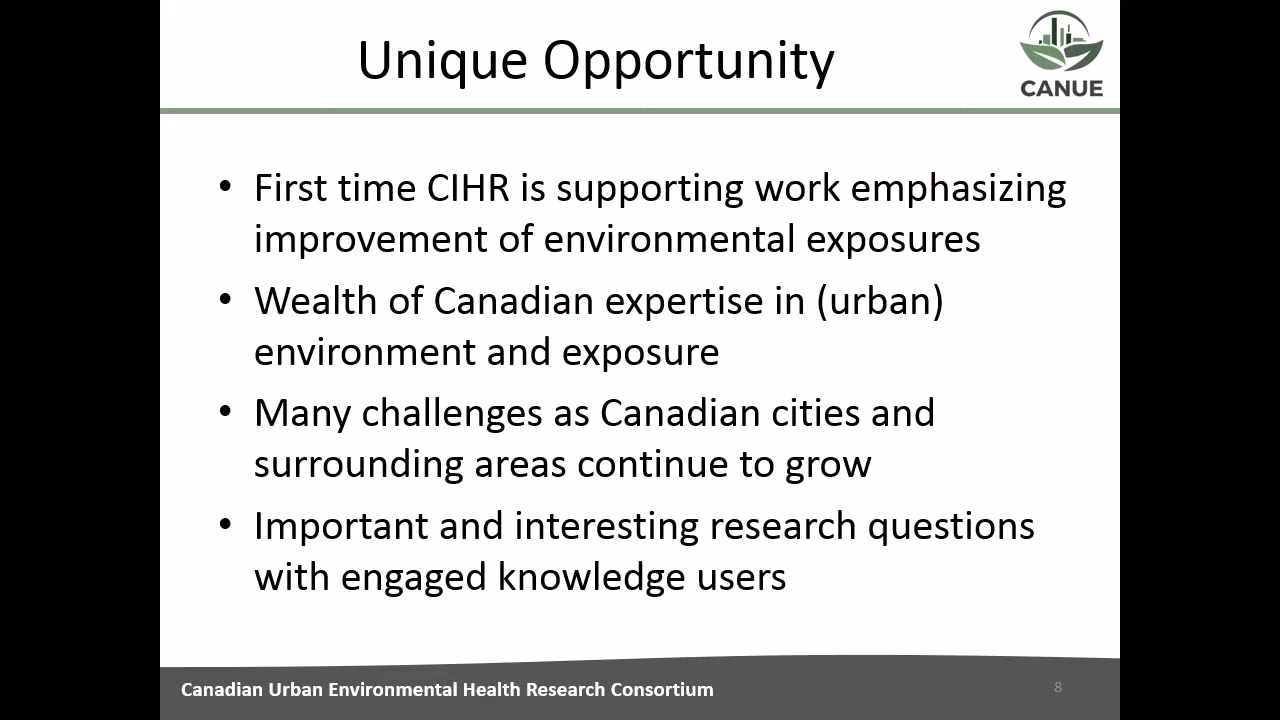 Unique Opportunity
CANUE
• First time CIHR is supporting work emphasizing
improvement of environmental exposures
• Wealth of Canadian expertise in (urban)
environment and exposure
• Many challenges as Canadian cities and
surrounding areas continue to grow
• Important and interesting research questions
with engaged knowledge users
Canadian Urban Environmental Health Research Consortium
8